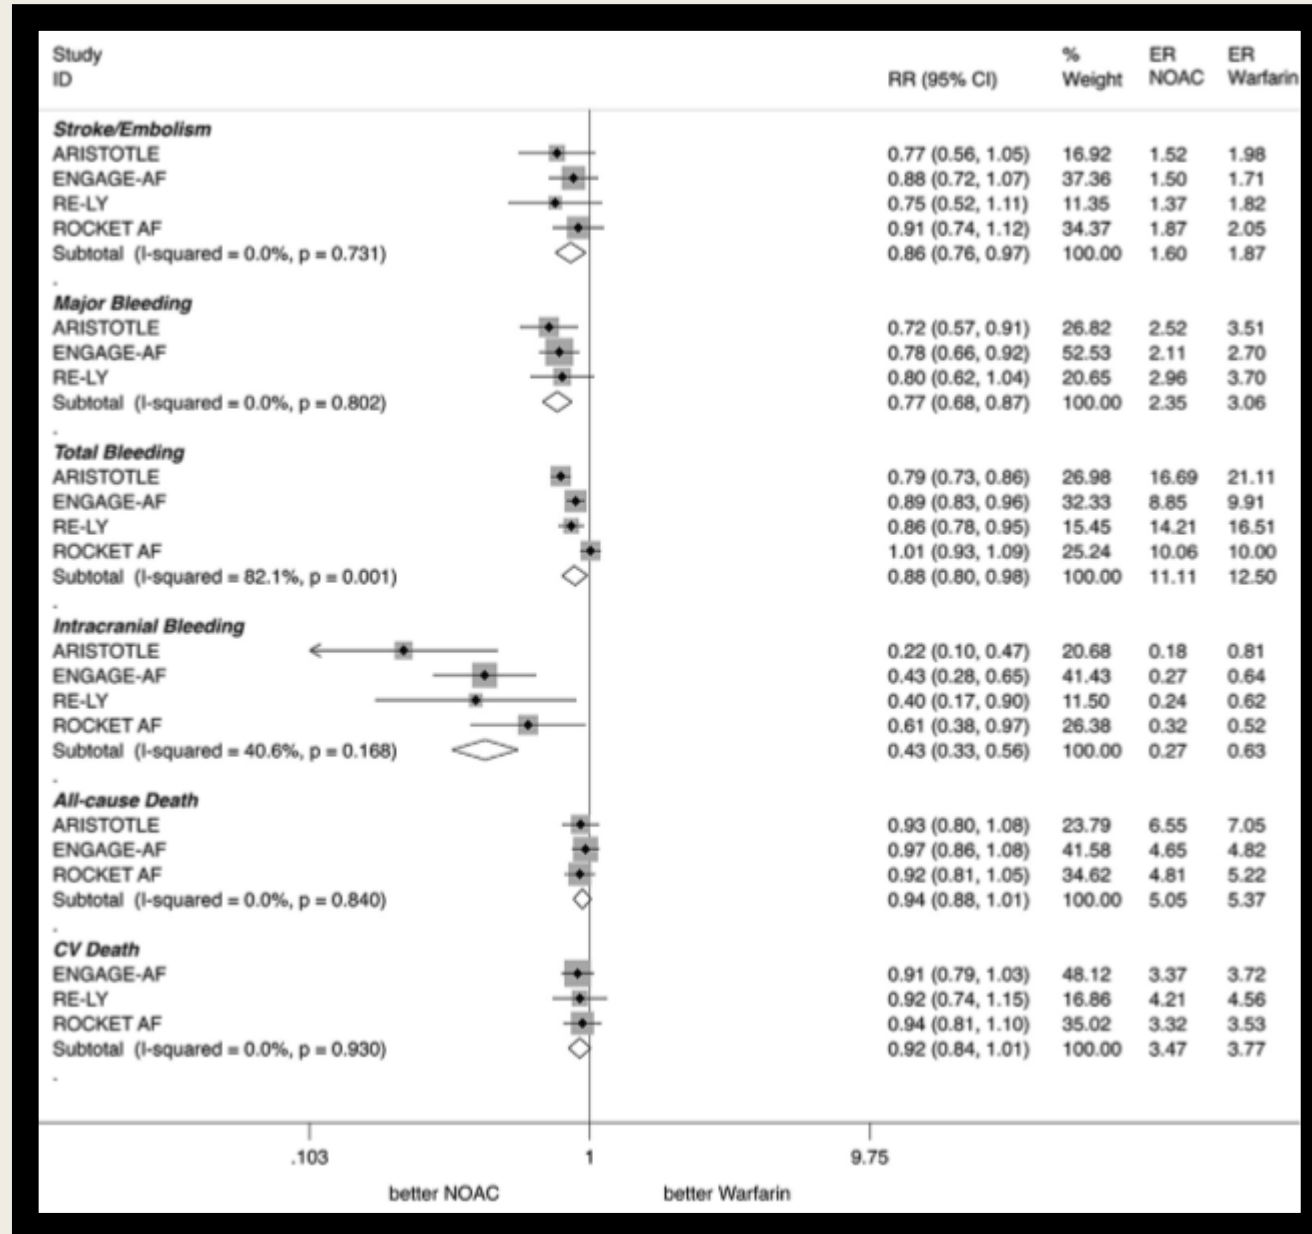 Study % ER ER
ID RR (95% CI) Weight NOAC Warfarin
Stroke/Embolism
ARISTOTLE 0.77 (0.56, 1.05) 16.92 1.52 1.98
ENGAGE-AF 0.88 (0.72, 1.07) 37.36 1.50 1.71
RE-LY 0.75 (0.52, 1.11) 11.35 1.37 1.82
ROCKET AF 0.91 (0.74, 1.12) 34.37 1.87 2.05
Subtotal (I-squared = 0.0%, p = 0.731) 0.86 (0.76, 0.97) 100.00 1.60 1.87
.
Major Bleeding
ARISTOTLE 0.72 (0.57, 0.91) 26.82 2.52 3.51
ENGAGE-AF 0.78 (0.66, 0.92) 52.53 2.11 2.70
RE-LY 0.80 (0.62, 1.04) 20.65 2.96 3.70
Subtotal (I-squared = 0.0%, p = 0.802) 0.77 (0.68, 0.87) 100.00 2.35 3.06
.
Total Bleeding
ARISTOTLE 0.79 (0.73, 0.86) 26.98 16.69 21.11
ENGAGE-AF 0.89 (0.83, 0.96) 32.33 8.85 9.91
RE-LY 0.86 (0.78, 0.95) 15.45 14.21 16.51
ROCKET AF 1.01 (0.93, 1.09) 25.24 10.06 10.00
Subtotal (I-squared = 82.1%, p = 0.001) 0.88 (0.80, 0.98) 100.00 11.11 12.50
.
Intracranial Bleeding
ARISTOTLE 0.22 (0.10, 0.47) 20.68 0.18 0.81
ENGAGE-AF 0.43 (0.28, 0.65) 41.43 0.27 0.64
RE-LY 0.40 (0.17, 0.90) 11.50 0.24 0.62
ROCKET AF 0.61 (0.38, 0.97) 26.38 0.32 0.52
Subtotal (I-squared = 40.6%, p = 0.168) 0.43 (0.33, 0.56) 100.00 0.27 0.63
.
All-cause Death
ARISTOTLE 0.93 (0.80, 1.08) 23.79 6.55 7.05
ENGAGE-AF 0.97 (0.86, 1.08) 41.58 4.65 4.82
ROCKET AF 0.92 (0.81, 1.05) 34.62 4.81 5.22
Subtotal (I-squared = 0.0%, p = 0.840) 0.94 (0.88, 1.01) 100.00 5.05 5.37
.
CV Death
ENGAGE-AF 0.91 (0.79, 1.03) 48.12 3.37 3.72
RE-LY 0.92 (0.74, 1.15) 16.86 4.21 4.56
ROCKET AF 0.94 (0.81, 1.10) 35.02 3.32 3.53
Subtotal (I-squared = 0.0%, p = 0.930) 0.92 (0.84, 1.01) 100.00 3.47 3.77
.
.103 1 9.75
better NOAC better Warfarin